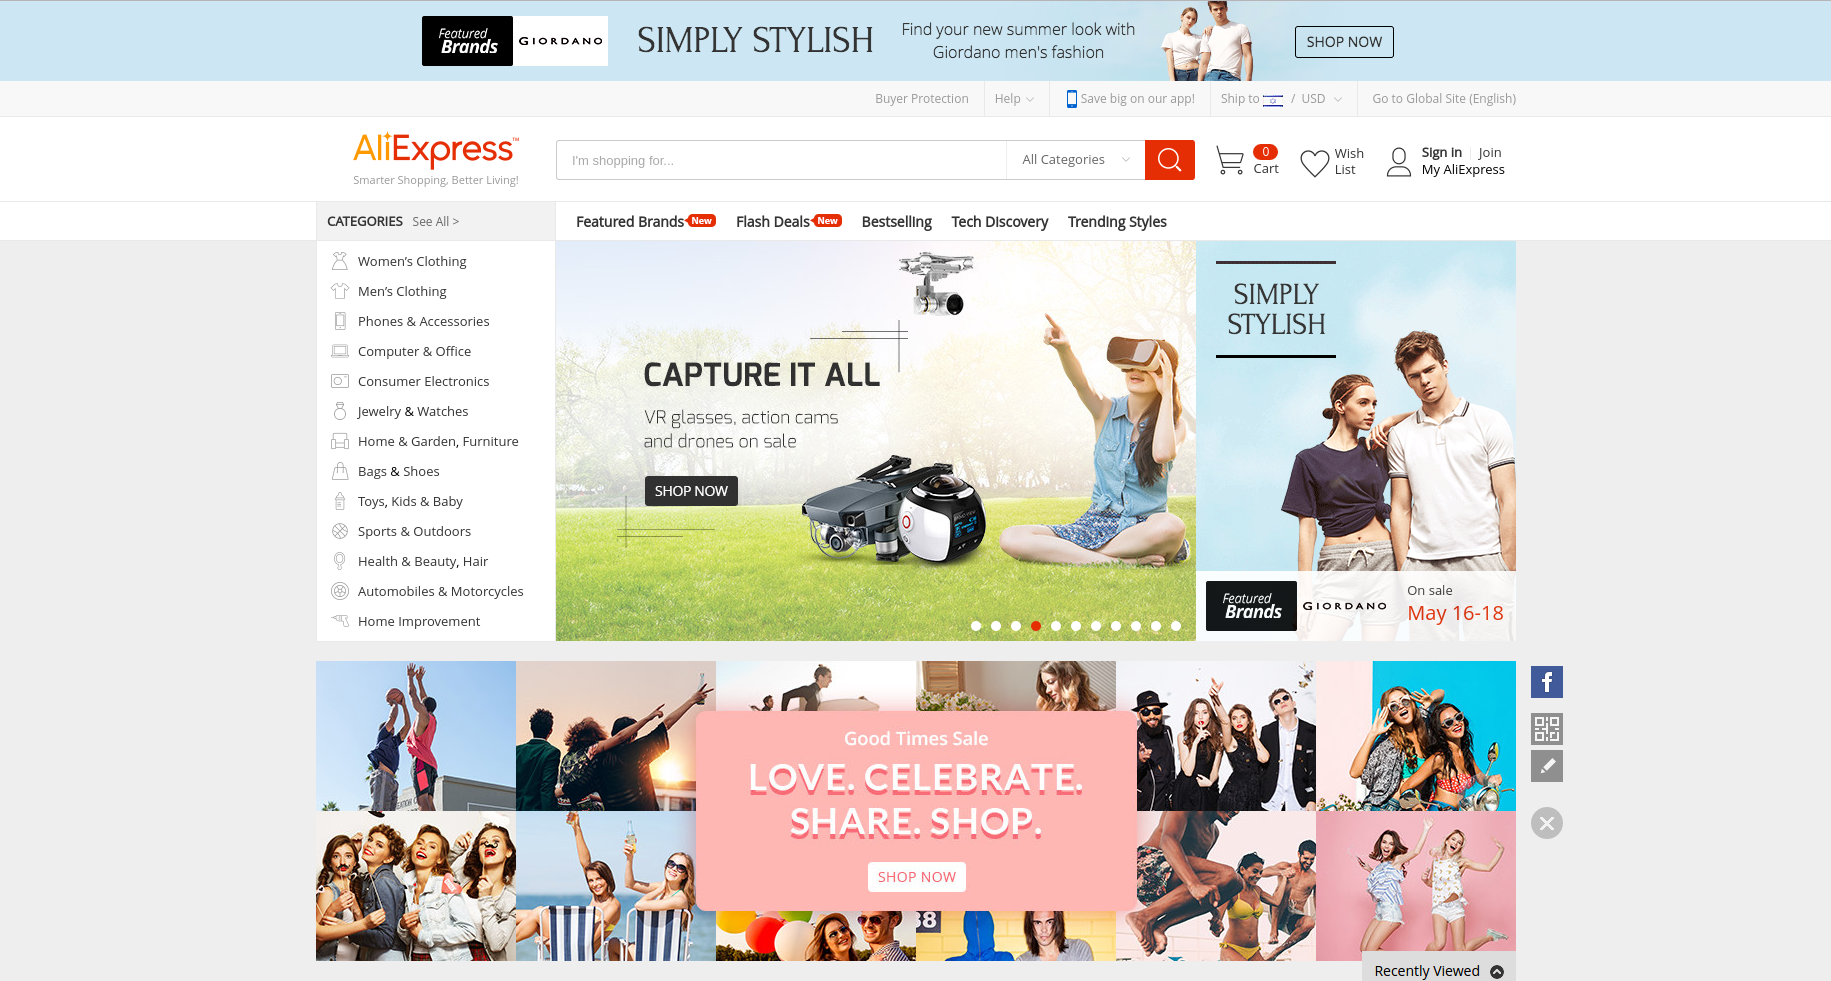 Featured
Brands
GIORDANO
SIMPLY STYLISH
Find your new summer look with
Giordano men's fashion
SHOP NOW
Buyer Protection
Help
Save big on our app!
Ship to / USD
Go to Global Site (English)
AliExpress™
Smarter Shopping, Better Living!
I'm shopping for...
All Categories
0
Cart
Wish
List
Sign in
Join
My AliExpress
CATEGORIES See All >
Featured Brands New
Flash Deals New
Bestselling
Tech Discovery
Trending Styles
Women's Clothing
Men's Clothing
Phones & Accessories
Computer & Office
Consumer Electronics
Jewelry & Watches
Home & Garden, Furniture
Bags & Shoes
Toys, Kids & Baby
Sports & Outdoors
Health & Beauty, Hair
Automobiles & Motorcycles
Home Improvement
CAPTURE IT ALL
VR glasses, action cams
and drones on sale
SHOP NOW
SIMPLY
STYLISH
Featured
Brands
GIORDANO
On sale
May 16-18
Good Times Sale
LOVE. CELEBRATE.
SHARE. SHOP.
SHOP NOW
38
Recently Viewed